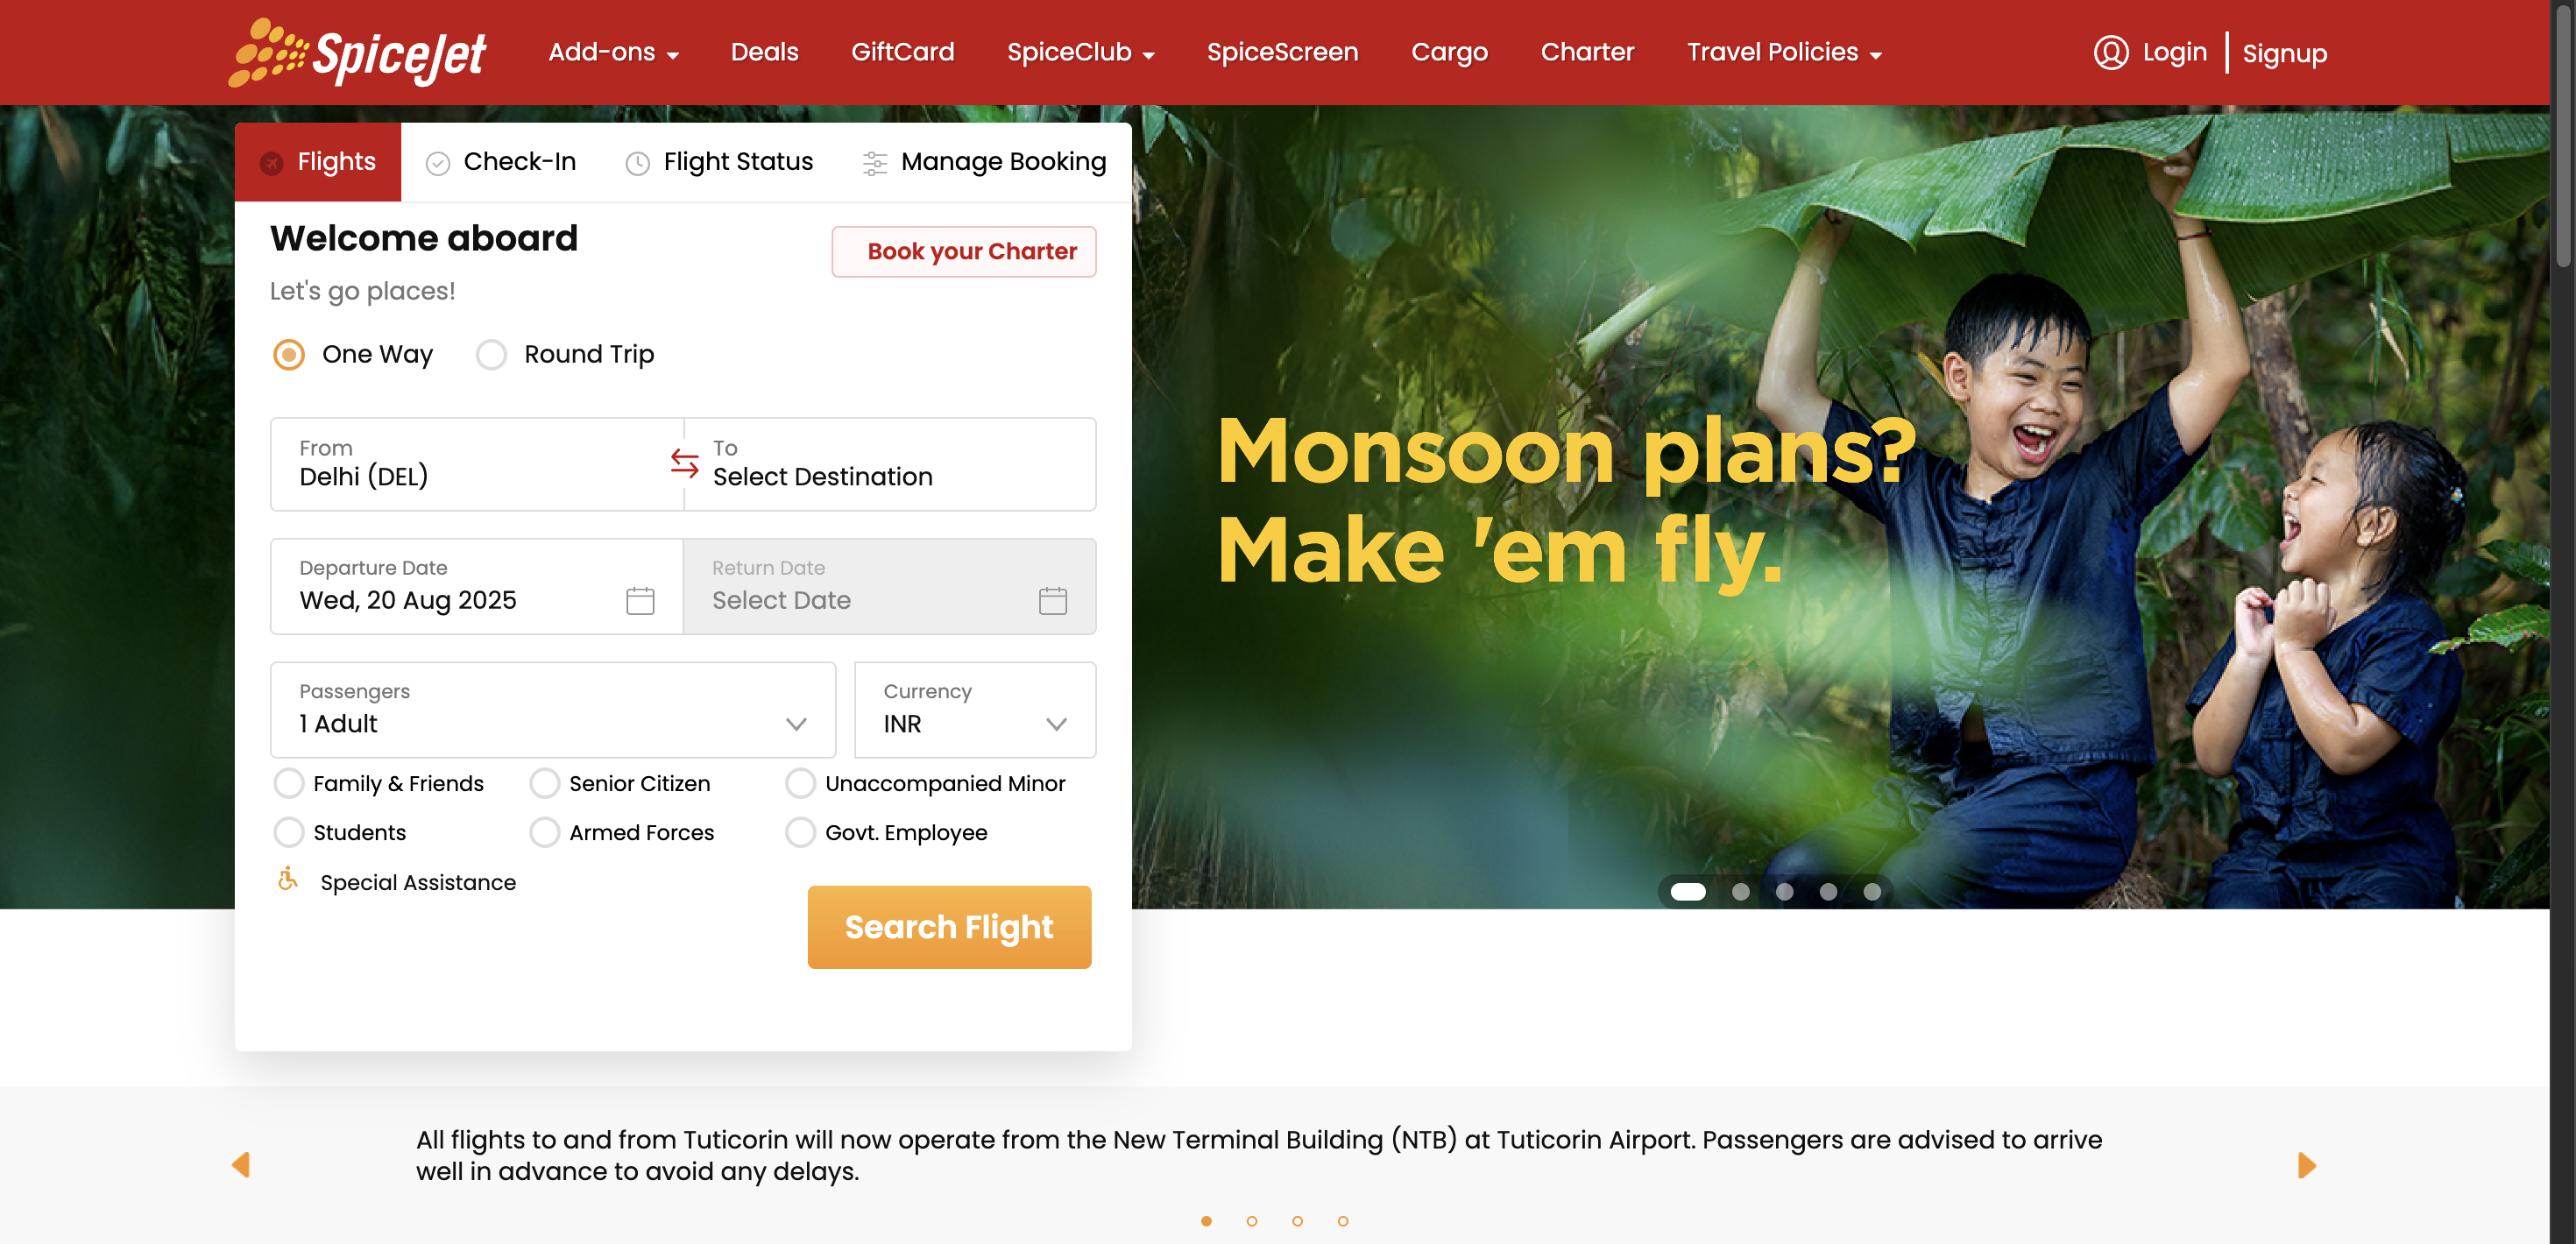 SpiceJet
Add-ons
Deals
GiftCard
SpiceClub
SpiceScreen
Cargo
Charter
Travel Policies
Login
Signup
Flights
Check-In
Flight Status
Manage Booking
Welcome aboard
Book your Charter
Let's go places!
One Way
Round Trip
From
Delhi (DEL)
To
Select Destination
Departure Date
Wed, 20 Aug 2025
Return Date
Select Date
Passengers
1 Adult
Currency
INR
Family & Friends
Senior Citizen
Unaccompanied Minor
Students
Armed Forces
Govt. Employee
Special Assistance
Search Flight
Monsoon plans?
Make 'em fly.
All flights to and from Tuticorin will now operate from the New Terminal Building (NTB) at Tuticorin Airport. Passengers are advised to arrive
well in advance to avoid any delays.